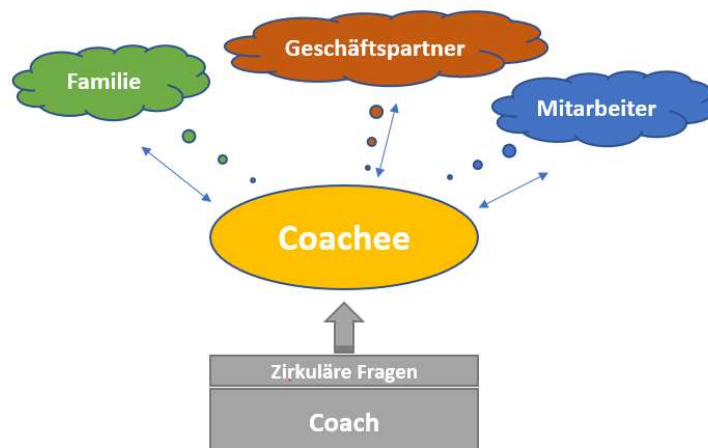 Geschäftspartner
Familie
Mitarbeiter
Coachee
Zirkuläre Fragen
Coach